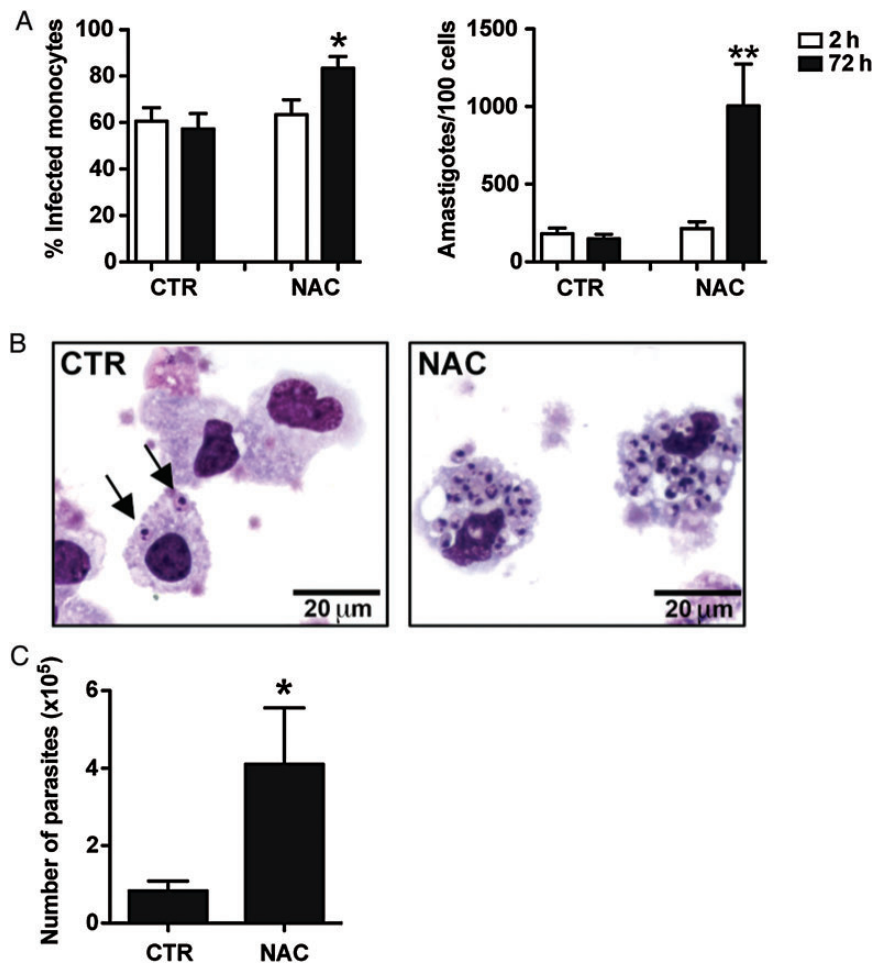 A
% Infected monocytes
100
80
60
40
20
0
*
CTR NAC
Amastigotes/100 cells
1500
1000
500
0
**
CTR NAC
2 h
72 h
B
CTR
20 µm
NAC
20 µm
C
Number of parasites (x10⁵)
6
4
2
0
*
CTR NAC